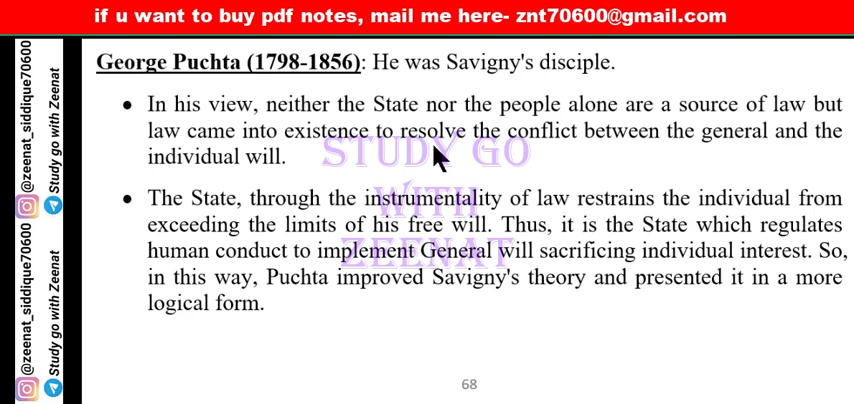 if u want to buy pdf notes, mail me here- znt70600@gmail.com
George Puchta (1798-1856): He was Savigny's disciple.
• In his view, neither the State nor the people alone are a source of law but
law came into existence to resolve the conflict between the general and the
individual will.
• The State, through the instrumentality of law restrains the individual from
exceeding the limits of his free will. Thus, it is the State which regulates
human conduct to implement General will sacrificing individual interest. So,
in this way, Puchta improved Savigny's theory and presented it in a more
logical form.
STUDY GO
WITH
ZEENAT
68
@zeenat_siddique70600
Study go with Zeenat
@zeenat_siddique70600
Study go with Zeenat